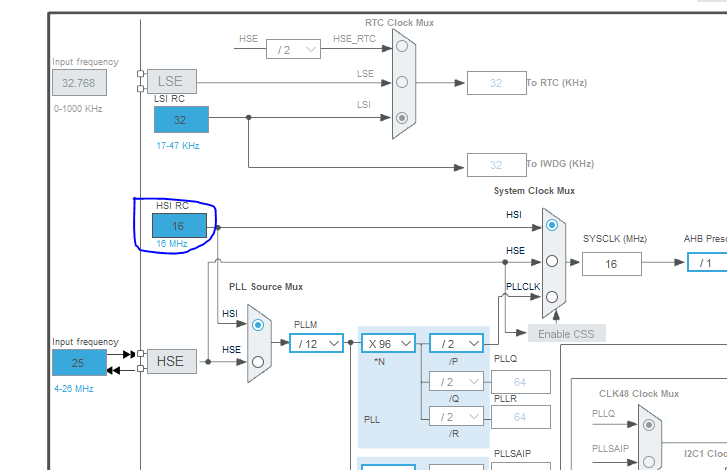 RTC Clock Mux
HSE
/ 2
HSE_RTC
Input frequency
32.768
0-1000 KHz
LSE
LSE
32
To RTC (KHz)
LSI RC
32
17-47 KHz
LSI
32
To IWDG (KHz)
System Clock Mux
HSI RC
16
16 MHz
HSI
HSE
PLLCLK
SYSCLK (MHz)
16
AHB Presc
/ 1
PLL Source Mux
HSI
HSE
PLLM
/ 12
X 96
*N
/ 2
/P
Enable CSS
Input frequency
25
4-26 MHz
HSE
PLLQ
/ 2
64
/Q
PLLR
/ 2
64
/R
PLL
CLK48 Clock Mux
PLLQ
PLLSAIP
PLLSAIP
I2C1 Cloc